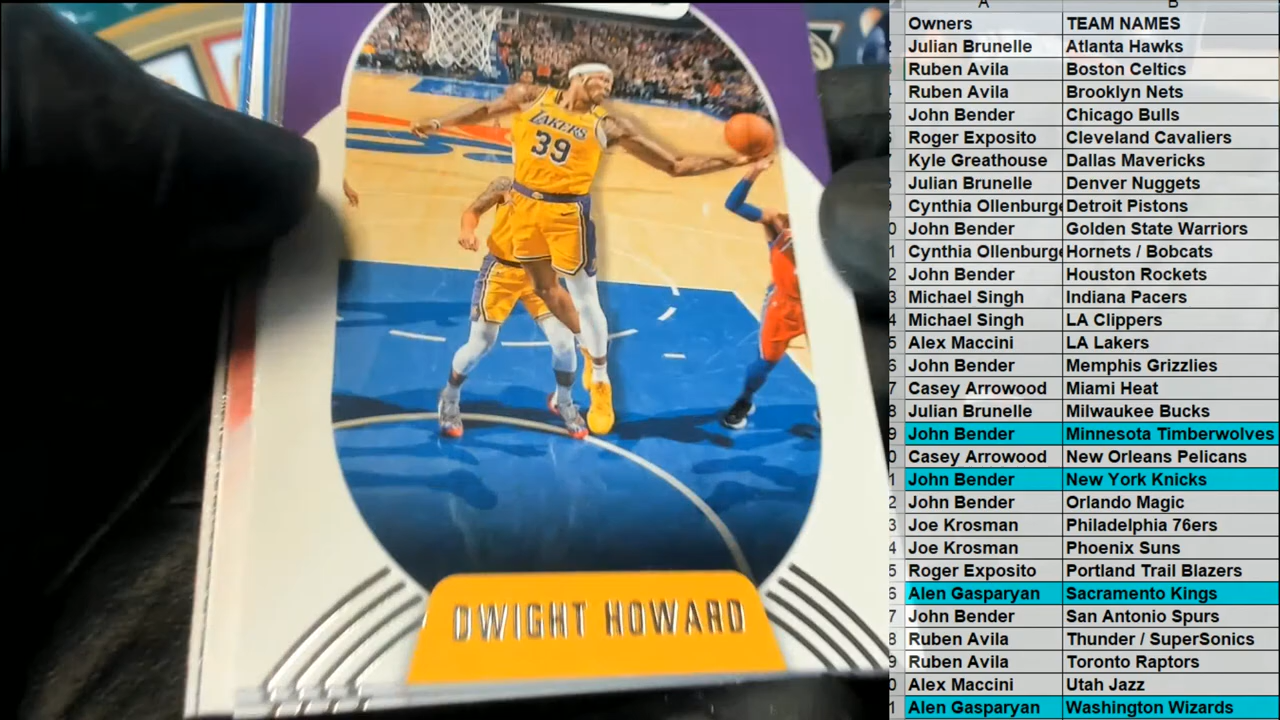 LAKERS
39
DWIGHT HOWARD
A B
Owners TEAM NAMES
Julian Brunelle Atlanta Hawks
Ruben Avila Boston Celtics
Ruben Avila Brooklyn Nets
John Bender Chicago Bulls
Roger Exposito Cleveland Cavaliers
Kyle Greathouse Dallas Mavericks
Julian Brunelle Denver Nuggets
Cynthia Ollenburge Detroit Pistons
John Bender Golden State Warriors
Cynthia Ollenburge Hornets / Bobcats
John Bender Houston Rockets
Michael Singh Indiana Pacers
Michael Singh LA Clippers
Alex Maccini LA Lakers
John Bender Memphis Grizzlies
Casey Arrowood Miami Heat
Julian Brunelle Milwaukee Bucks
John Bender Minnesota Timberwolves
Casey Arrowood New Orleans Pelicans
John Bender New York Knicks
John Bender Orlando Magic
Joe Krosman Philadelphia 76ers
Joe Krosman Phoenix Suns
Roger Exposito Portland Trail Blazers
Alen Gasparyan Sacramento Kings
John Bender San Antonio Spurs
Ruben Avila Thunder / SuperSonics
Ruben Avila Toronto Raptors
Alex Maccini Utah Jazz
Alen Gasparyan Washington Wizards